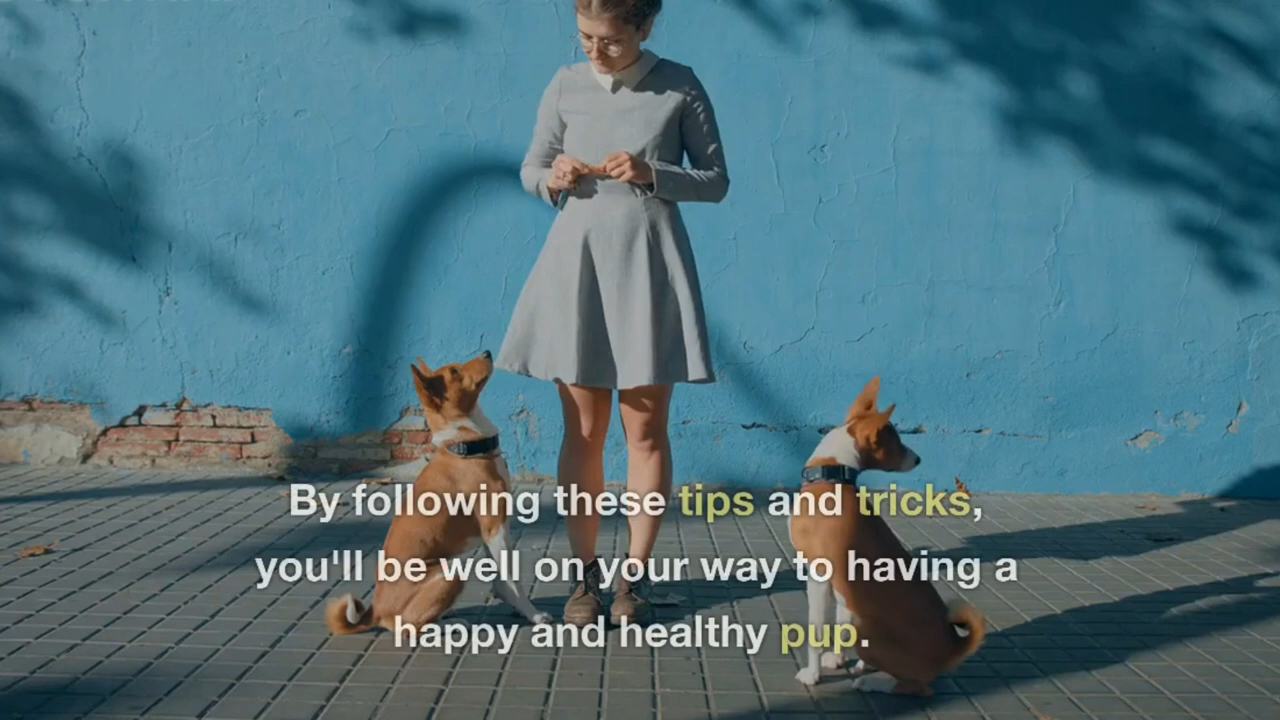 By following these tips and tricks,
you'll be well on your way to having a
happy and healthy pup.